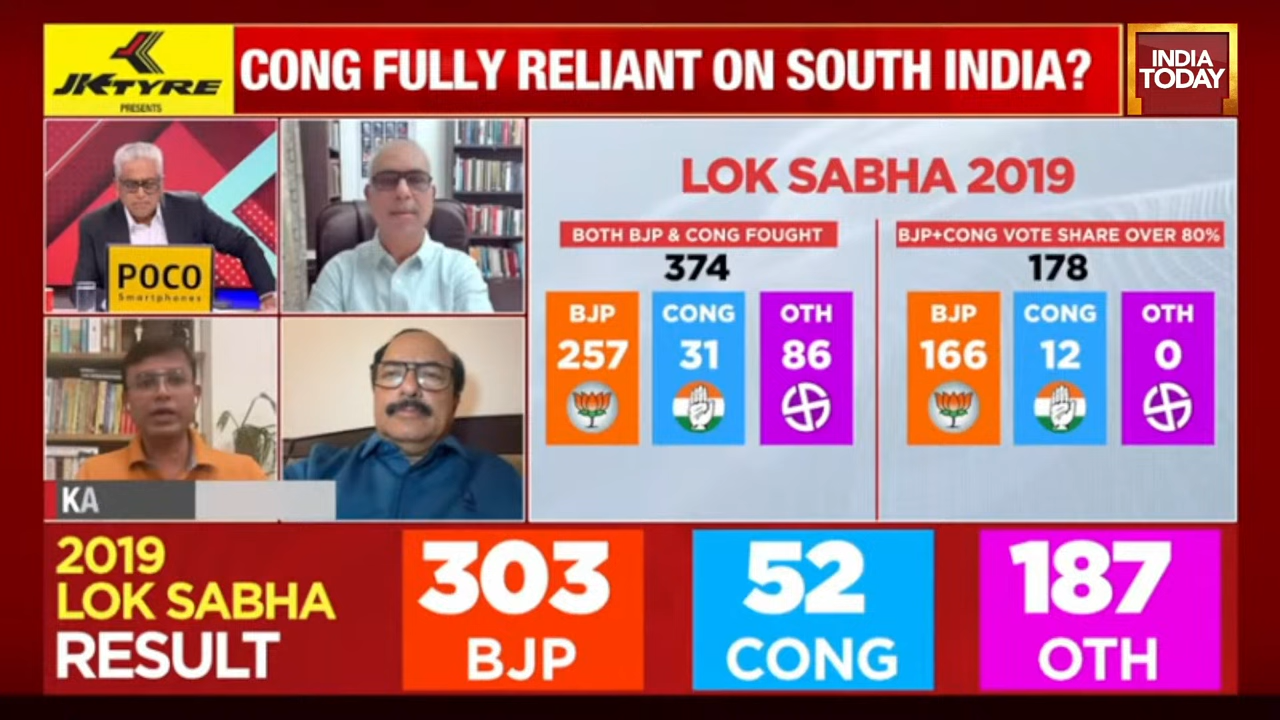 JK TYRE
PRESENTS
CONG FULLY RELIANT ON SOUTH INDIA?
INDIA
TODAY
POCO
Smartphones
KA
LOK SABHA 2019
BOTH BJP & CONG FOUGHT
374
BJP CONG OTH
257 31 86
BJP+CONG VOTE SHARE OVER 80%
178
BJP CONG OTH
166 12 0
2019
LOK SABHA
RESULT
303
BJP
52
CONG
187
OTH